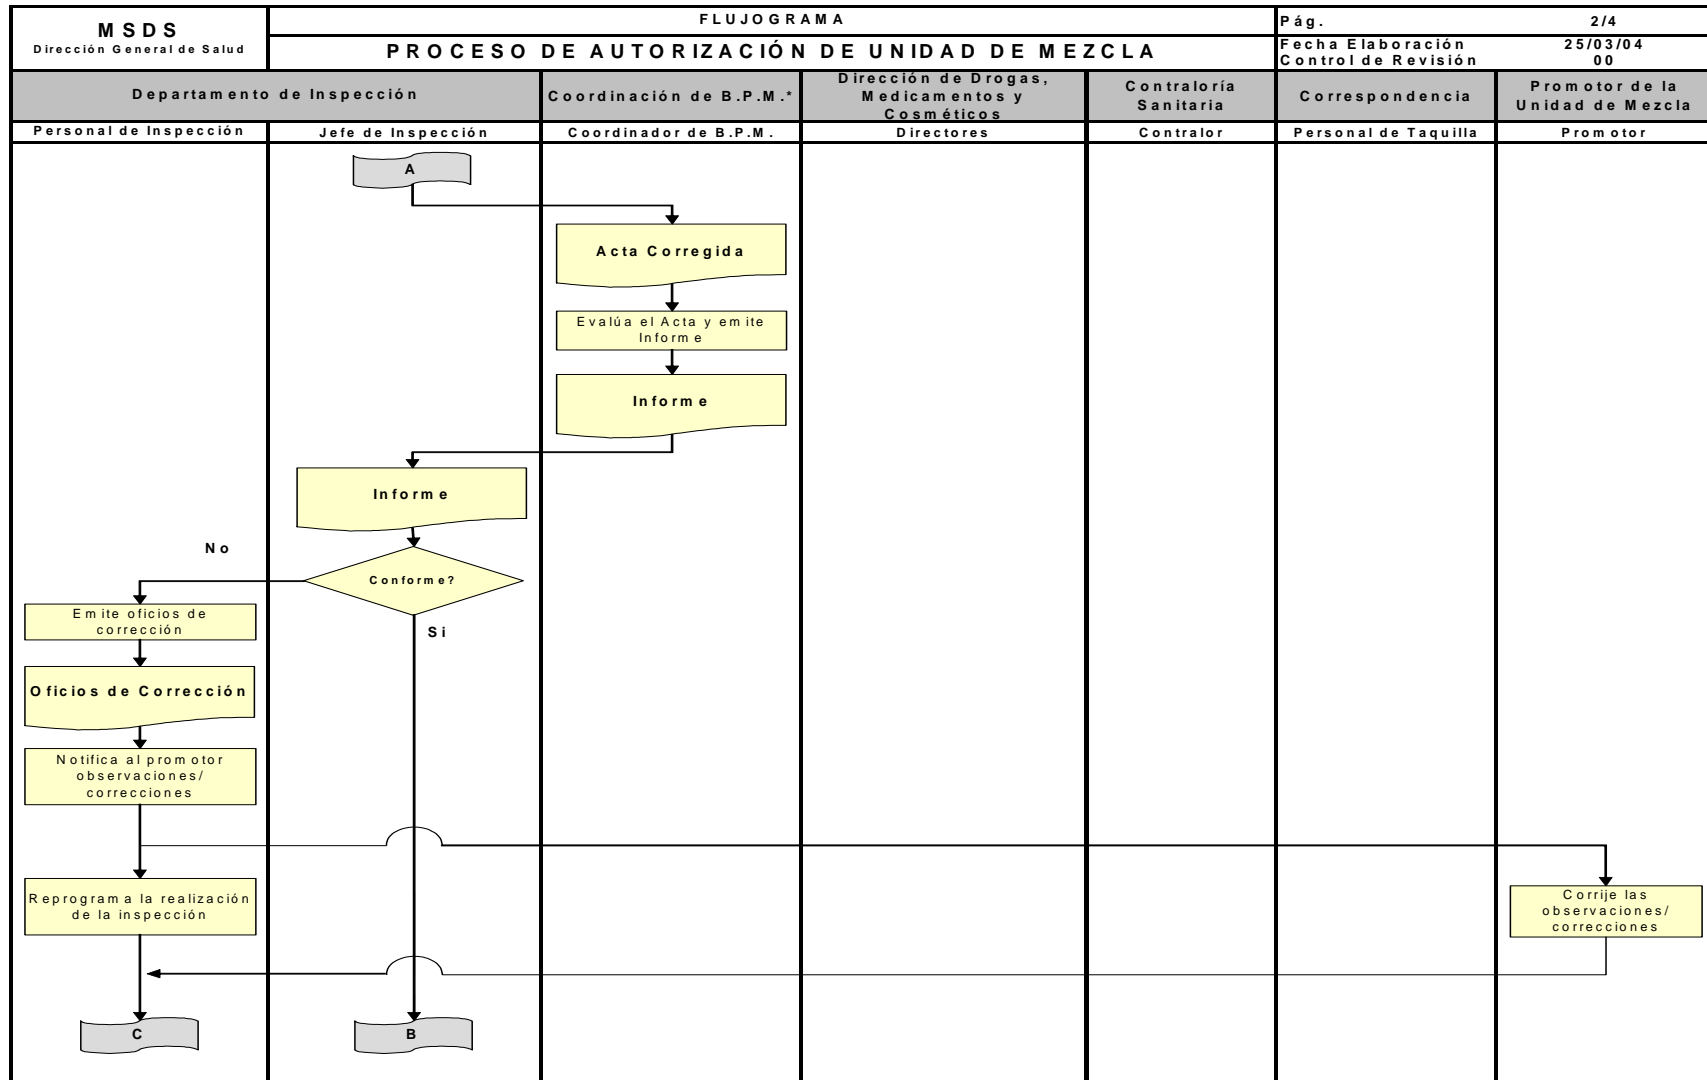 MSDS
Dirección General de Salud
FLUJOGRAMA
PROCESO DE AUTORIZACIÓN DE UNIDAD DE MEZCLA
Pág. 2/4
Fecha Elaboración 25/03/04
Control de Revisión 00
Departamento de Inspección
Coordinación de B.P.M.*
Dirección de Drogas,
Medicamentos y
Cosméticos
Contraloría
Sanitaria
Correspondencia
Promotor de la
Unidad de Mezcla
Personal de Inspección
Jefe de Inspección
Coordinador de B.P.M.
Directores
Contralor
Personal de Taquilla
Promotor
A
Acta Corregida
Evalúa el Acta y emite
Informe
Informe
Informe
No
Conforme?
Si
Emite oficios de
corrección
Oficios de Corrección
Notifica al promotor
observaciones/
correcciones
Reprograma la realización
de la inspección
Corrije las
observaciones/
correcciones
C
B